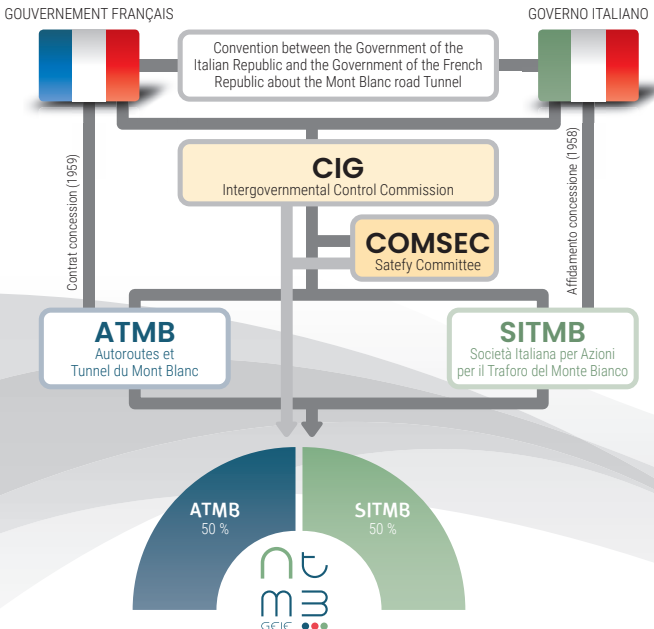 GOUVERNEMENT FRANÇAIS
GOVERNO ITALIANO
Convention between the Government of the
Italian Republic and the Government of the French
Republic about the Mont Blanc road Tunnel
Contrat concession (1959)
Affidamento concessione (1958)
CIG
Intergovernmental Control Commission
COMSEC
Satefy Committee
ATMB
Autoroutes et
Tunnel du Mont Blanc
SITMB
Società Italiana per Azioni
per il Traforo del Monte Bianco
ATMB
50 %
SITMB
50 %
tmB
GEIE